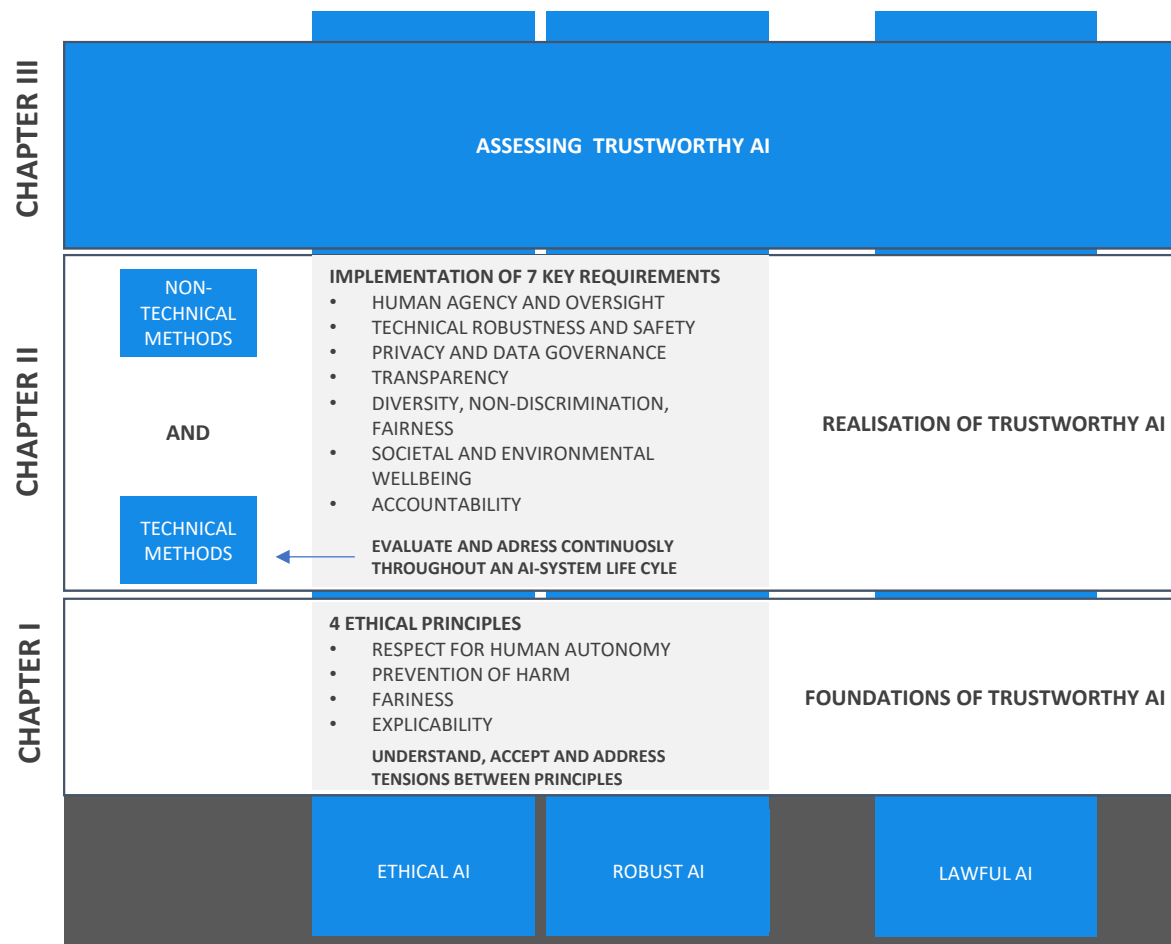 CHAPTER III
ASSESSING TRUSTWORTHY AI
CHAPTER II
NON-
TECHNICAL
METHODS
AND
TECHNICAL
METHODS
IMPLEMENTATION OF 7 KEY REQUIREMENTS
• HUMAN AGENCY AND OVERSIGHT
• TECHNICAL ROBUSTNESS AND SAFETY
• PRIVACY AND DATA GOVERNANCE
• TRANSPARENCY
• DIVERSITY, NON-DISCRIMINATION,
FAIRNESS
• SOCIETAL AND ENVIRONMENTAL
WELLBEING
• ACCOUNTABILITY
EVALUATE AND ADRESS CONTINUOSLY
THROUGHOUT AN AI-SYSTEM LIFE CYLE
REALISATION OF TRUSTWORTHY AI
CHAPTER I
4 ETHICAL PRINCIPLES
• RESPECT FOR HUMAN AUTONOMY
• PREVENTION OF HARM
• FARINESS
• EXPLICABILITY
UNDERSTAND, ACCEPT AND ADDRESS
TENSIONS BETWEEN PRINCIPLES
FOUNDATIONS OF TRUSTWORTHY AI
ETHICAL AI
ROBUST AI
LAWFUL AI